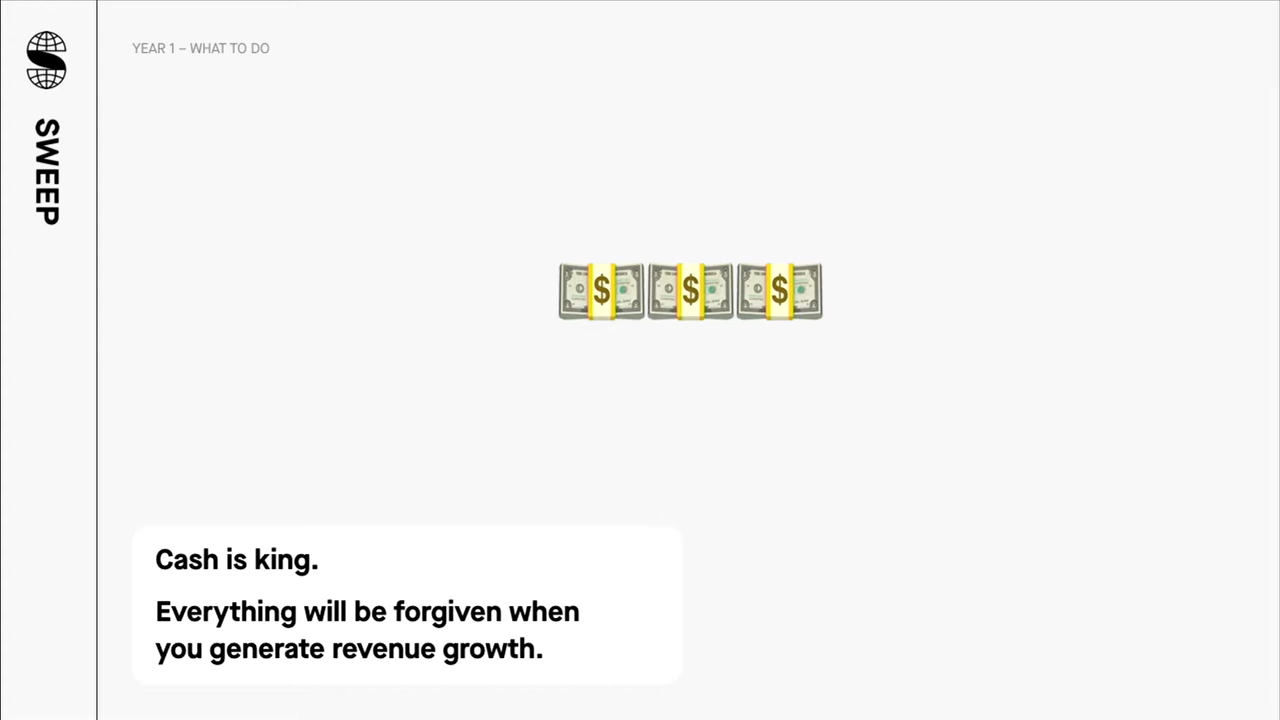 SWEEP
YEAR 1 – WHAT TO DO
$ $ $
Cash is king.
Everything will be forgiven when
you generate revenue growth.